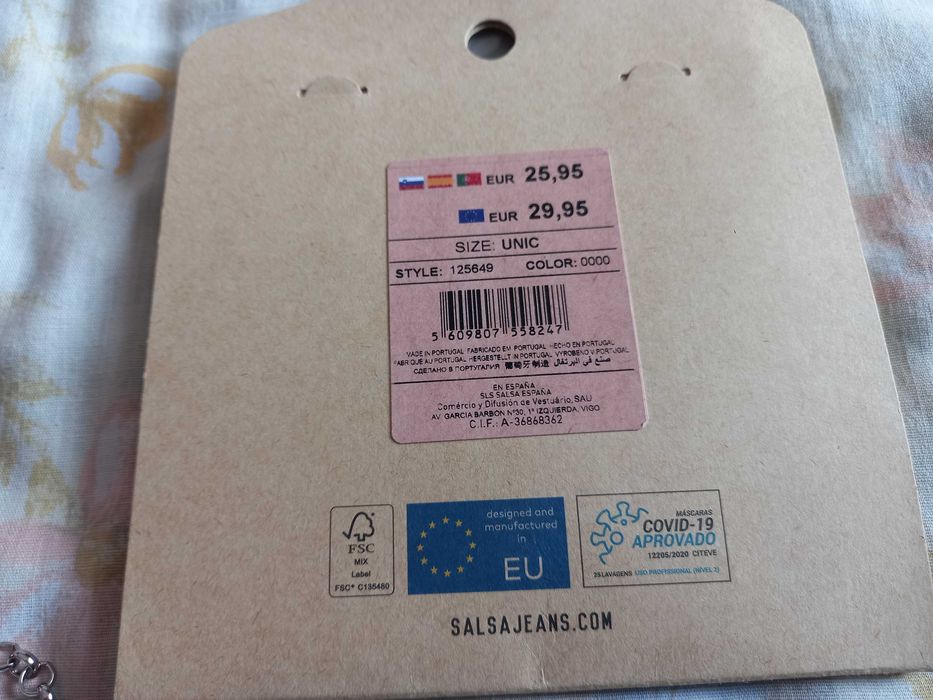 EUR 25,95
EUR 29,95
SIZE: UNIC
STYLE: 125649 COLOR: 0000
5 609807 558247
MADE IN PORTUGAL FABRICADO EM PORTUGAL HECHO EN PORTUGAL
FABRIQUÉ AU PORTUGAL HERGESTELLT IN PORTUGAL VYROBENO V PORTUGAL
СДЕЛАНО В ПОРТУГАЛИЯ 葡萄牙制造 صنع في البرتغال
EN ESPAÑA
SLS SALSA ESPAÑA
Comércio y Difusión de Vestuário, SAU
AV. GARCIA BARBON Nº30, 1º IZQUIERDA, VIGO
C.I.F.: A-36868362
FSC
MIX
Label
FSC® C135480
designed and
manufactured
in
EU
MÁSCARAS
COVID-19
APROVADO
12205/2020 CITEVE
25 LAVAGENS USO PROFISSIONAL (NÍVEL 2)
SALSAJEANS.COM